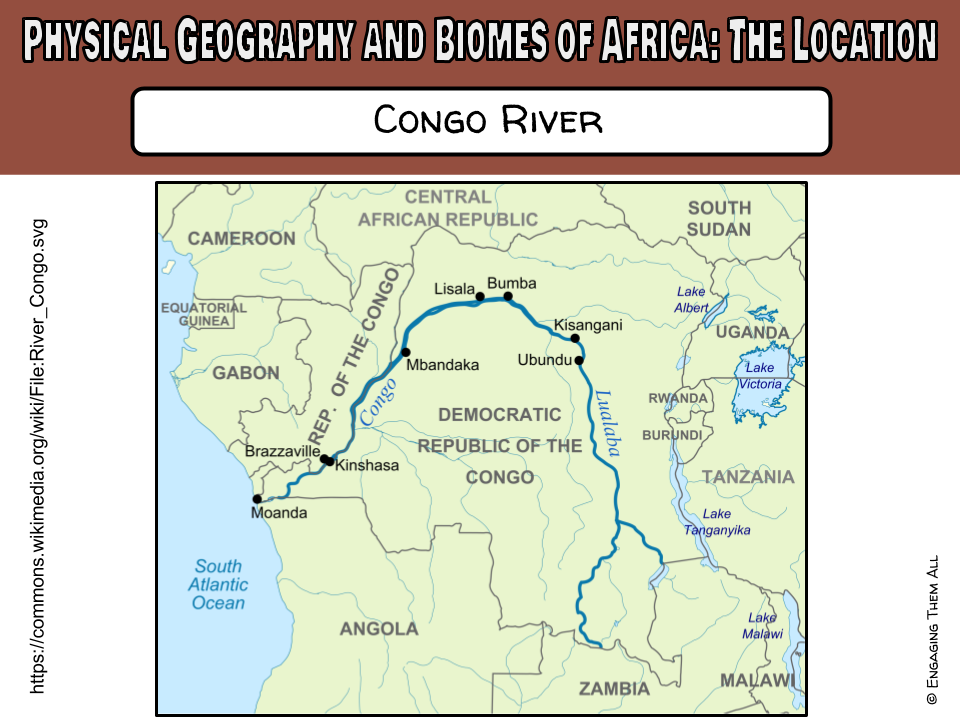 Physical Geography and Biomes of Africa: The Location
Congo River
https://commons.wikimedia.org/wiki/File:River_Congo.svg
CENTRAL
AFRICAN REPUBLIC
SOUTH
SUDAN
CAMEROON
REP. OF THE CONGO
Lisala
Bumba
Lake
Albert
EQUATORIAL
GUINEA
Kisangani
UGANDA
Ubundu
Mbandaka
GABON
Lake
Victoria
Congo
Lualaba
RWANDA
DEMOCRATIC
REPUBLIC OF THE
CONGO
BURUNDI
Brazzaville
Kinshasa
TANZANIA
Moanda
Lake
Tanganyika
South
Atlantic
Ocean
ANGOLA
Lake
Malawi
ZAMBIA
MALAWI
© Engaging Them All